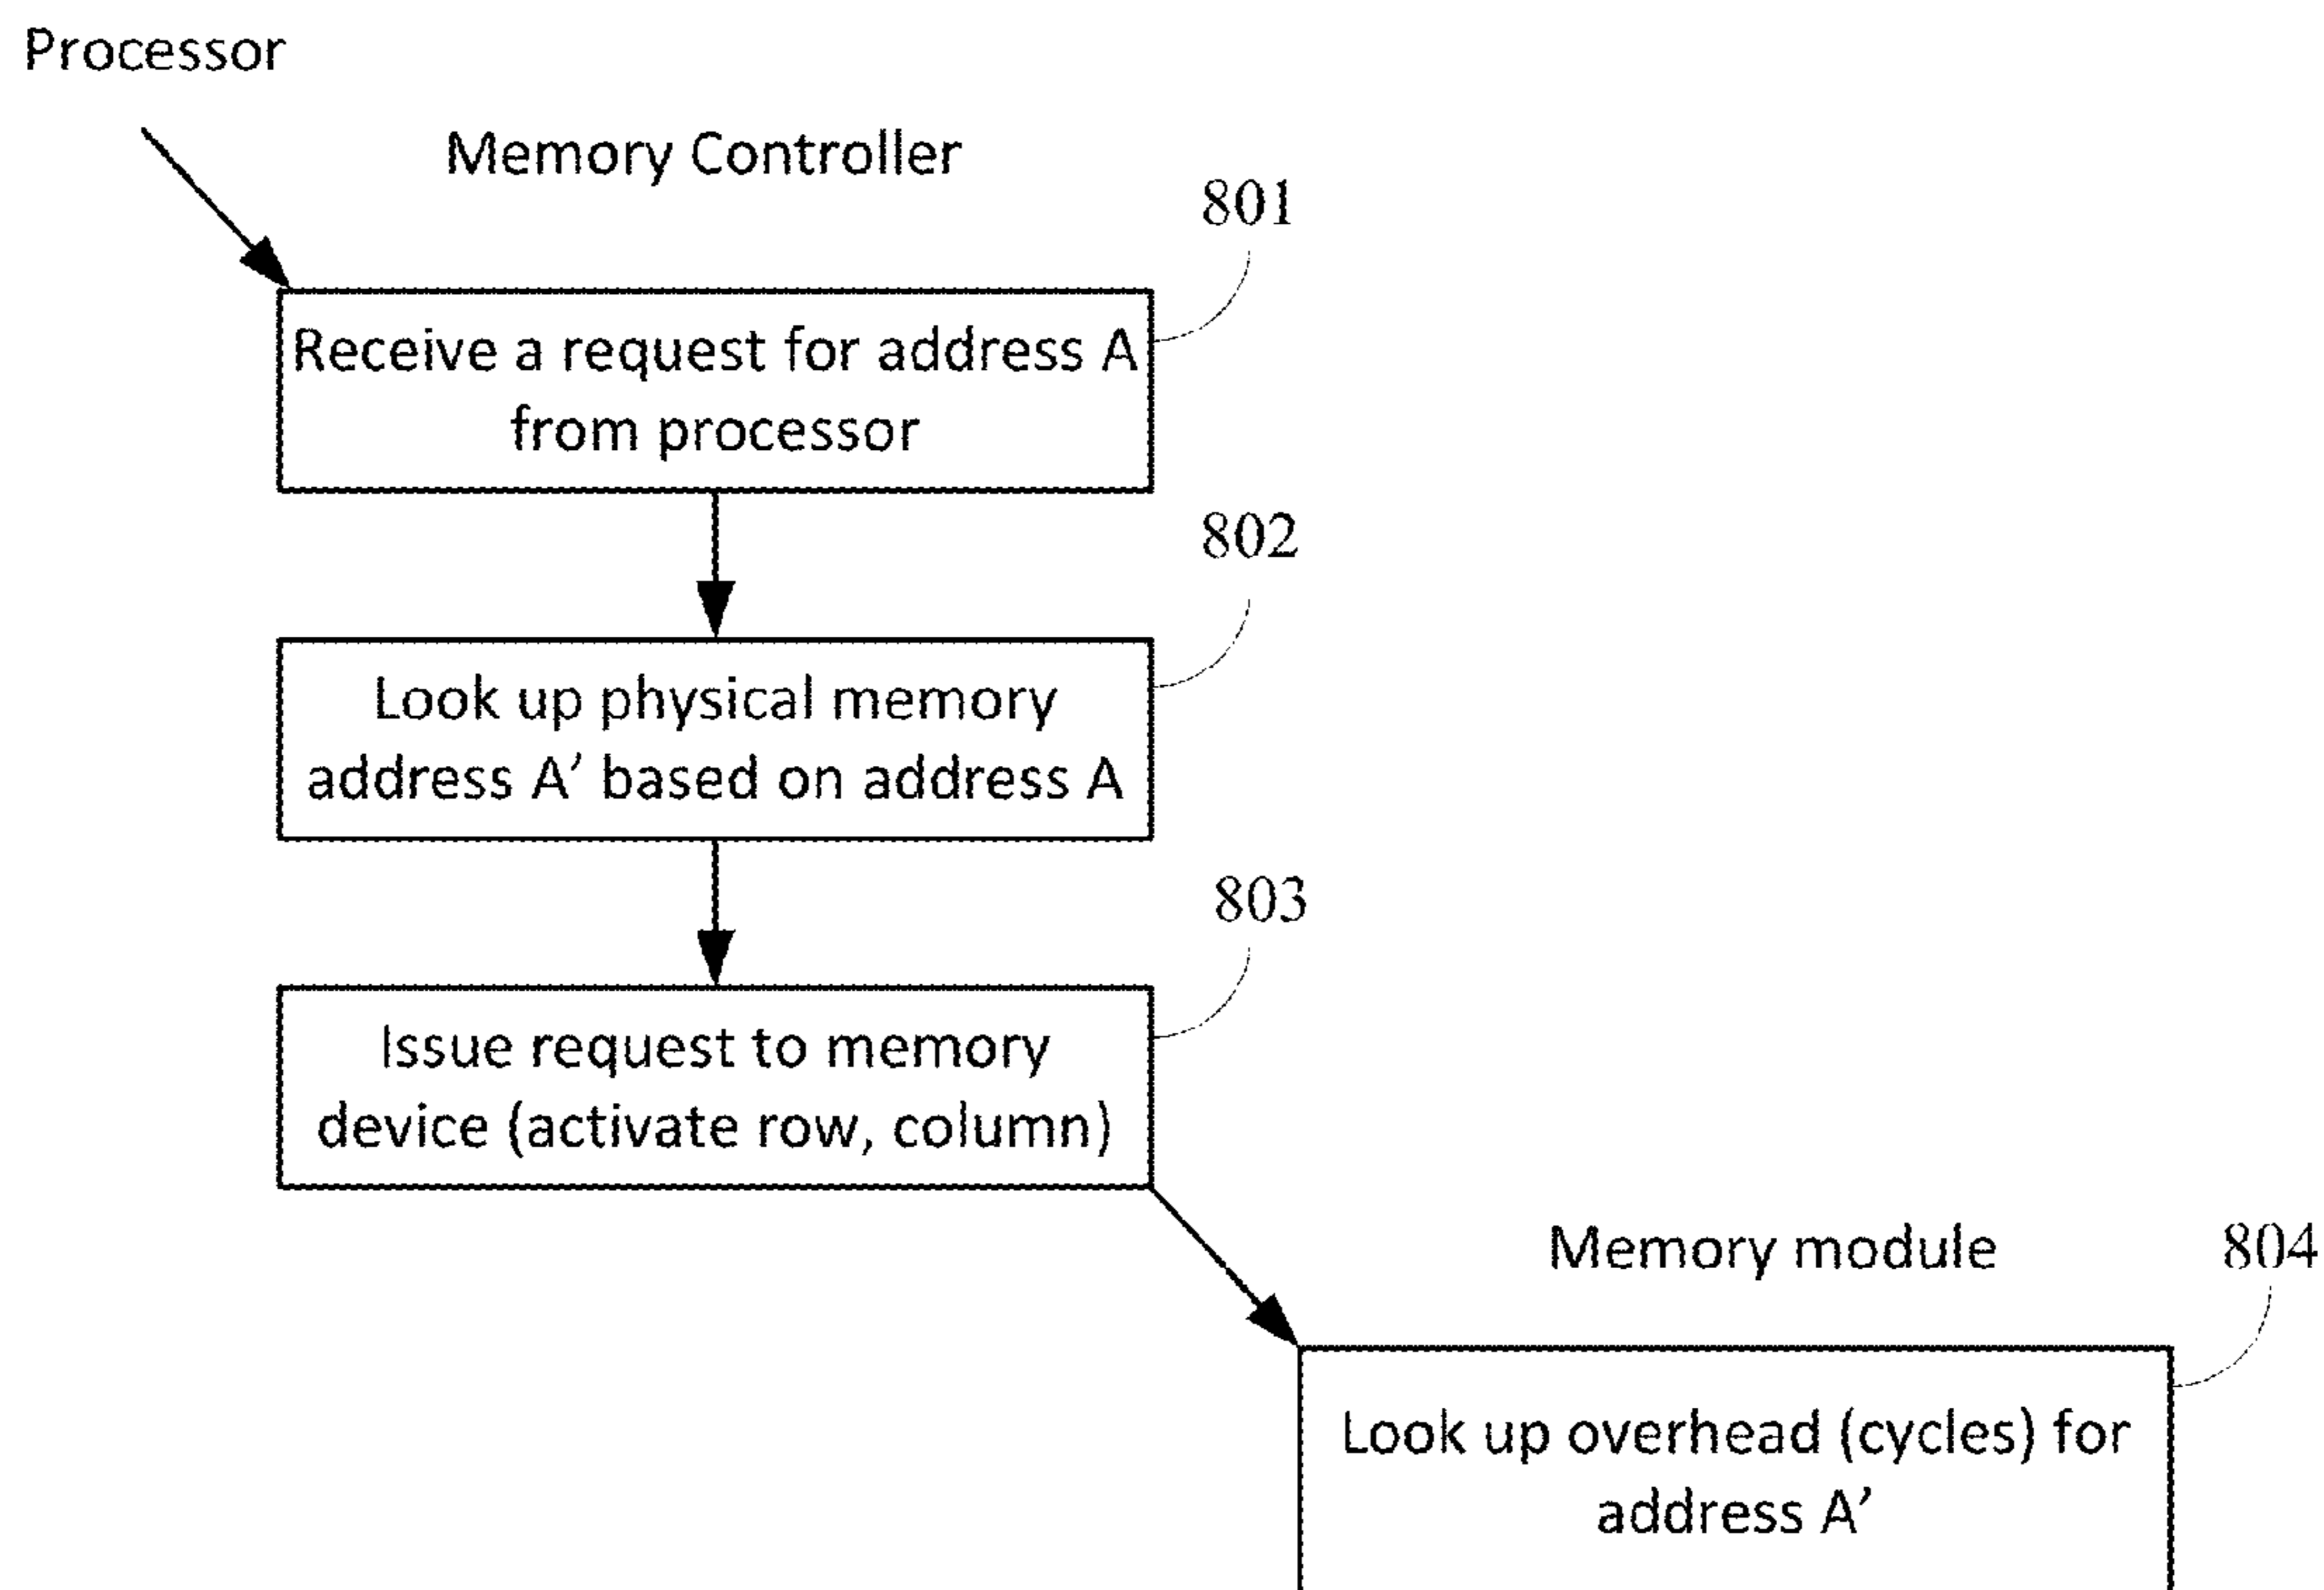 Processor
Memory Controller
801
Receive a request for address A
from processor
802
Look up physical memory
address A’ based on address A
803
Issue request to memory
device (activate row, column)
Memory module
804
Look up overhead (cycles) for
address A’